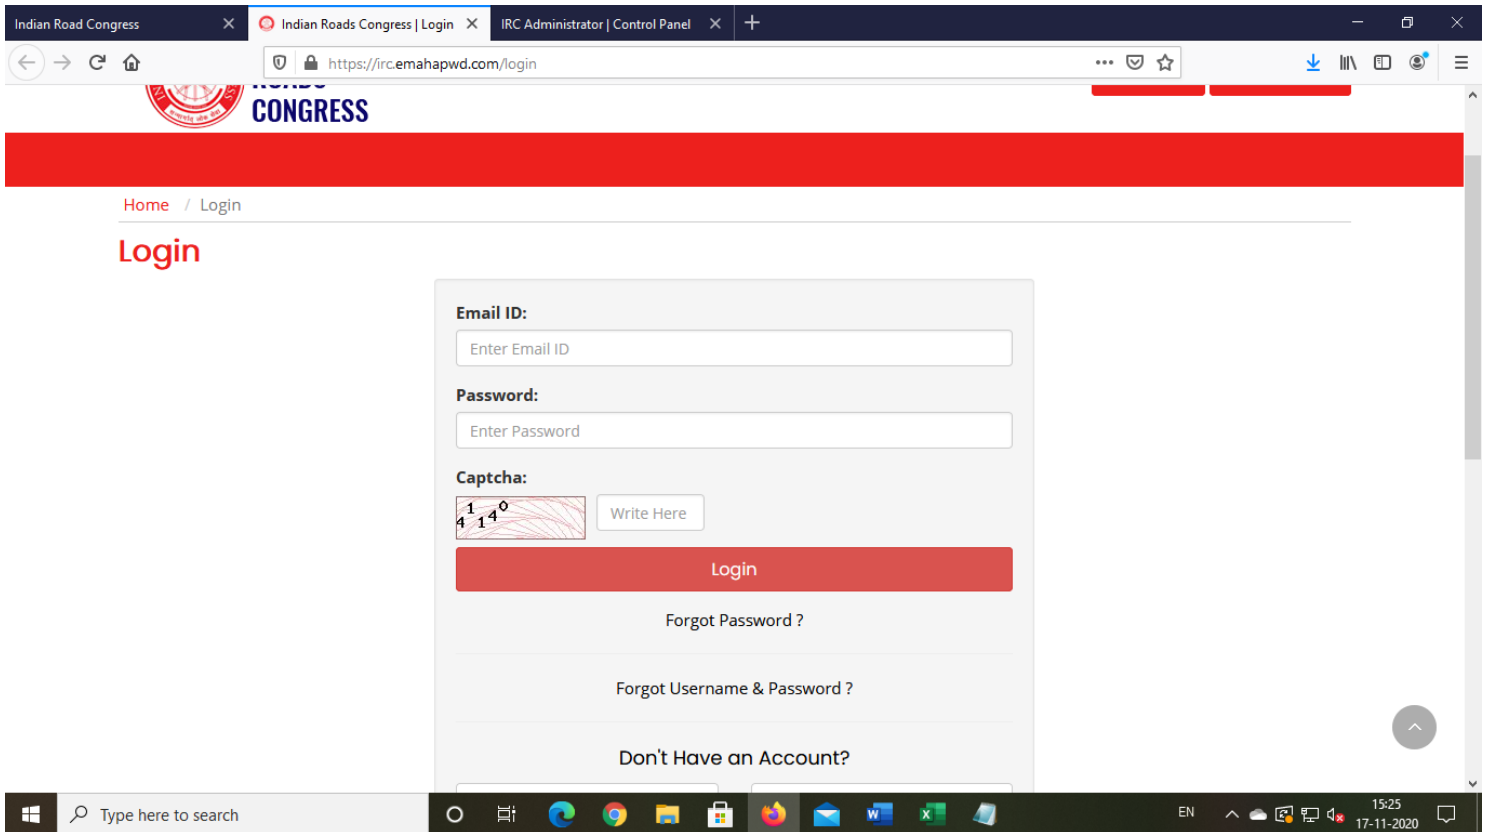 Indian Road Congress
Indian Roads Congress | Login
IRC Administrator | Control Panel
https://irc.emahapwd.com/login
CONGRESS
Home / Login
Login
Email ID:
Enter Email ID
Password:
Enter Password
Captcha:
4 1 1 4 0
Write Here
Login
Forgot Password ?
Forgot Username & Password ?
Don't Have an Account?
Type here to search
EN
15:25
17-11-2020